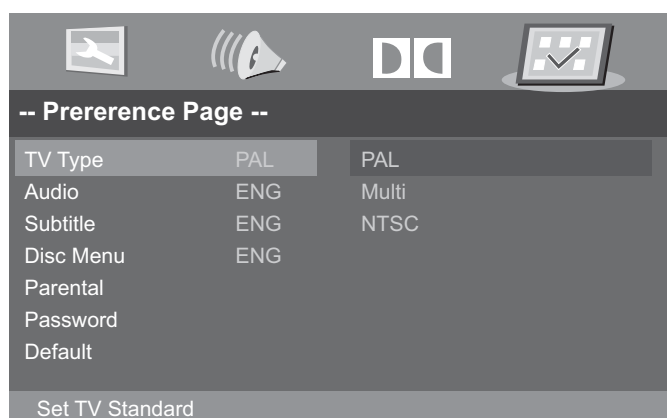 -- Prererence Page --
TV Type PAL PAL
Audio ENG Multi
Subtitle ENG NTSC
Disc Menu ENG
Parental
Password
Default
Set TV Standard